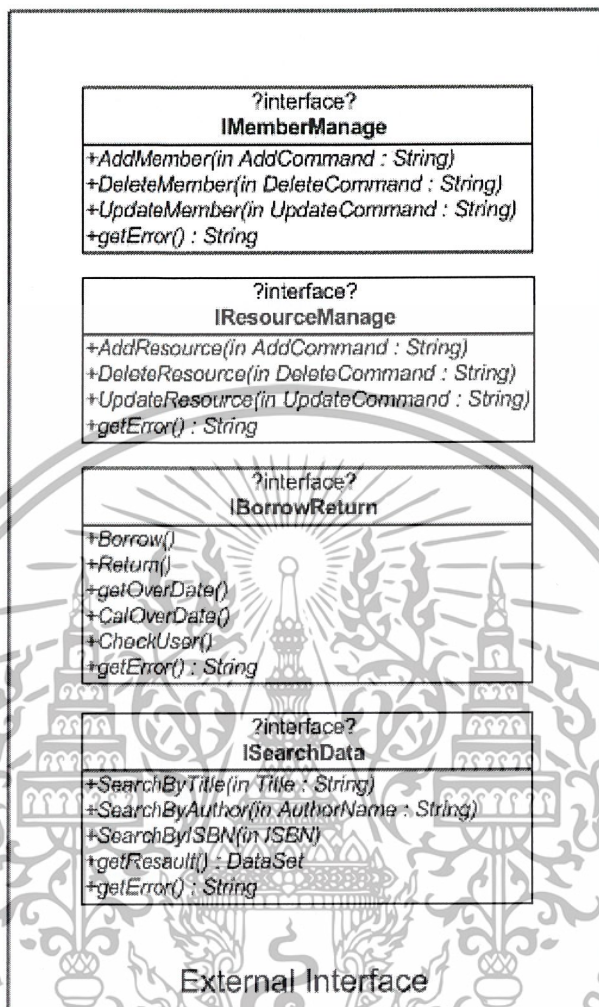 ?interface?
IMemberManage
+AddMember(in AddCommand : String)
+DeleteMember(in DeleteCommand : String)
+UpdateMember(in UpdateCommand : String)
+getError() : String
?interface?
IResourceManage
+AddResource(in AddCommand : String)
+DeleteResource(in DeleteCommand : String)
+UpdateResource(in UpdateCommand : String)
+getError() : String
?interface?
IBorrowReturn
+Borrow()
+Return()
+getOverDate()
+CalOverDate()
+CheckUser()
+getError() : String
?interface?
ISearchData
+SearchByTitle(in Title : String)
+SearchByAuthor(in AuthorName : String)
+SearchByISBN(in ISBN)
+getResault() : DataSet
+getError() : String
External Interface